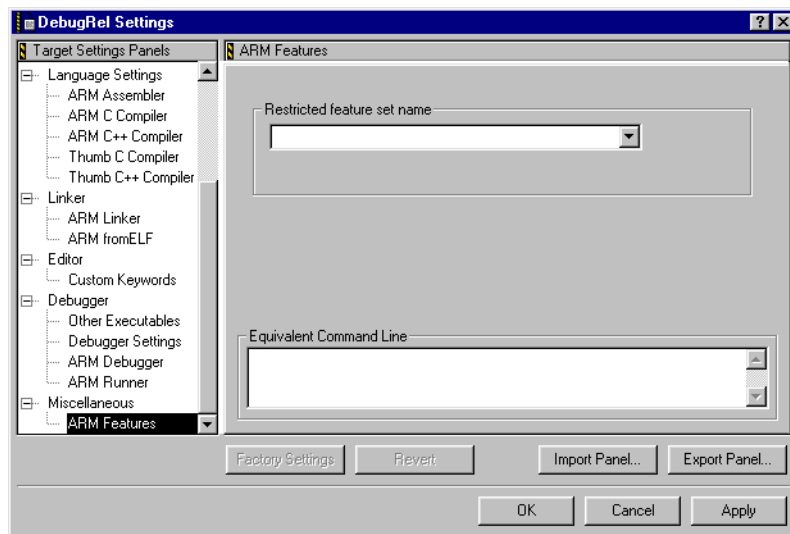 DebugRel Settings
Target Settings Panels
ARM Features
Language Settings
ARM Assembler
ARM C Compiler
ARM C++ Compiler
Thumb C Compiler
Thumb C++ Compiler
Linker
ARM Linker
ARM fromELF
Editor
Custom Keywords
Debugger
Other Executables
Debugger Settings
ARM Debugger
ARM Runner
Miscellaneous
ARM Features
Restricted feature set name
Equivalent Command Line
Factory Settings Revert Import Panel... Export Panel...
OK Cancel Apply